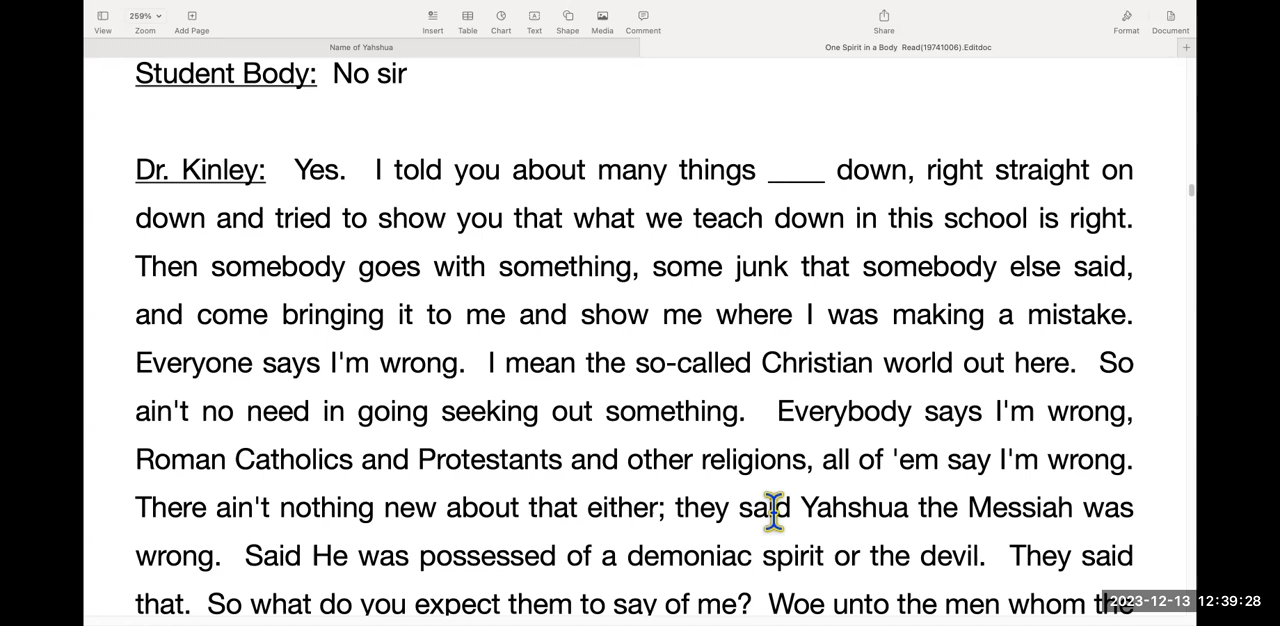 259%
View Zoom Add Page Insert Table Chart Text Shape Media Comment Share Format Document
Name of Yahshua One Spirit in a Body Read(19741006).Editdoc
Student Body: No sir
Dr. Kinley: Yes. I told you about many things ____ down, right straight on
down and tried to show you that what we teach down in this school is right.
Then somebody goes with something, some junk that somebody else said,
and come bringing it to me and show me where I was making a mistake.
Everyone says I'm wrong. I mean the so-called Christian world out here. So
ain't no need in going seeking out something. Everybody says I'm wrong,
Roman Catholics and Protestants and other religions, all of 'em say I'm wrong.
There ain't nothing new about that either; they said Yahshua the Messiah was
wrong. Said He was possessed of a demoniac spirit or the devil. They said
that. So what do you expect them to say of me? Woe unto the men whom the
2023-12-13 12:39:28